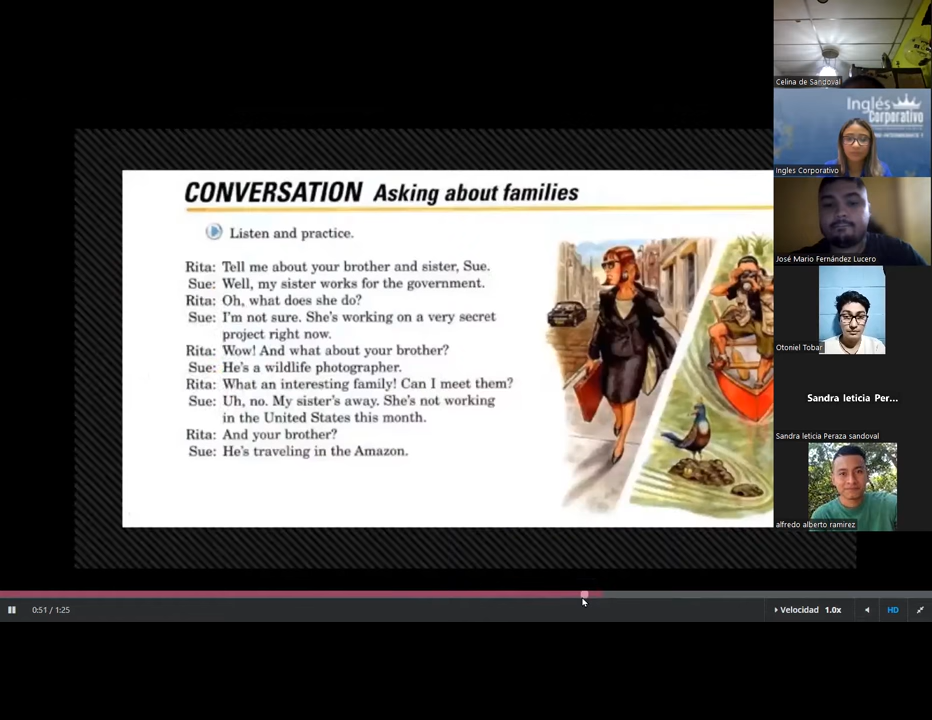 CONVERSATION Asking about families
Listen and practice.
Rita: Tell me about your brother and sister, Sue.
Sue: Well, my sister works for the government.
Rita: Oh, what does she do?
Sue: I'm not sure. She's working on a very secret
project right now.
Rita: Wow! And what about your brother?
Sue: He's a wildlife photographer.
Rita: What an interesting family! Can I meet them?
Sue: Uh, no. My sister's away. She's not working
in the United States this month.
Rita: And your brother?
Sue: He's traveling in the Amazon.
Celina de Sandoval
Inglés
Corporativo
Ingles Corporativo
José Mario Fernández Lucero
Otoniel Tobar
Sandra leticia Per...
Sandra leticia Peraza sandoval
alfredo alberto ramirez
0:51 / 1:25
Velocidad 1.0x
HD